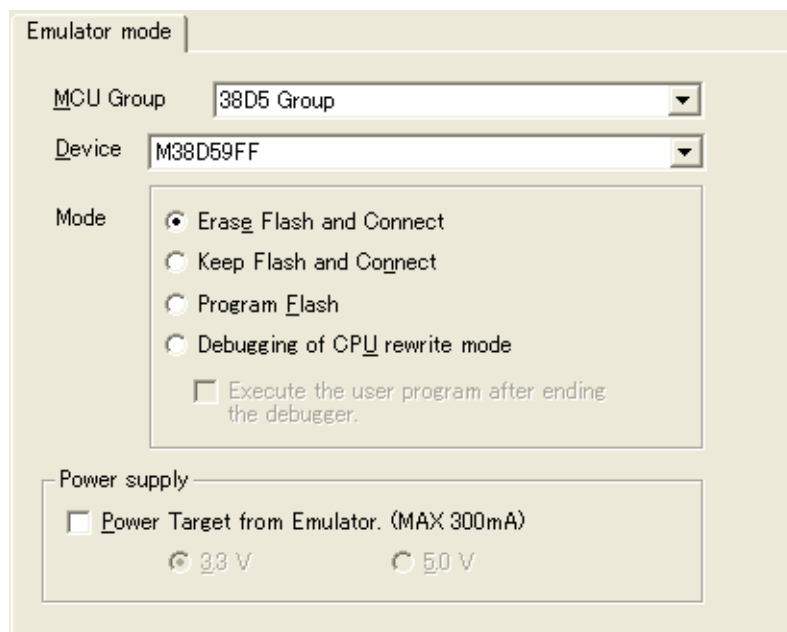 Emulator mode
MCU Group 38D5 Group
Device M38D59FF
Mode
Erase Flash and Connect
Keep Flash and Connect
Program Flash
Debugging of CPU rewrite mode
Execute the user program after ending
the debugger.
Power supply
Power Target from Emulator. (MAX 300mA)
3.3 V 5.0 V